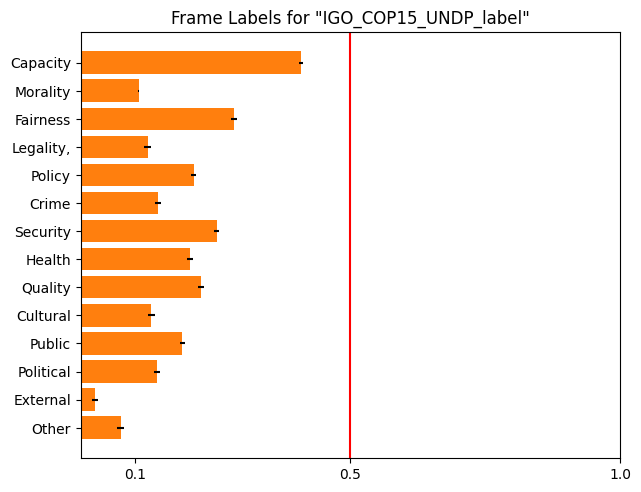 Frame Labels for "IGO_COP15_UNDP_label"
Capacity
Morality
Fairness
Legality,
Policy
Crime
Security
Health
Quality
Cultural
Public
Political
External
Other
0.1 0.5 1.0